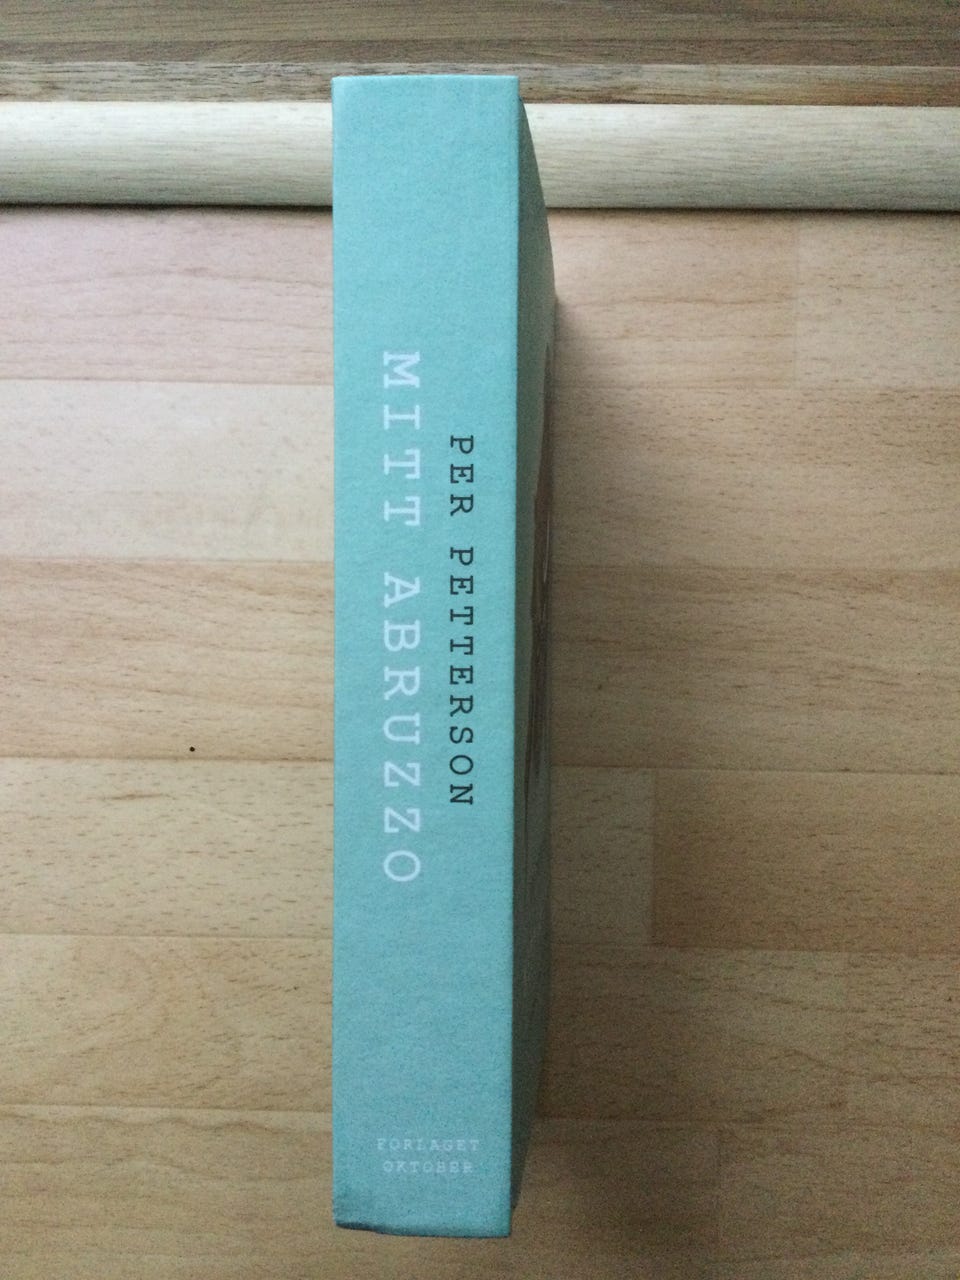 PER PETTERSON
MITT ABRUZZO
FORLAGET
OKTOBER